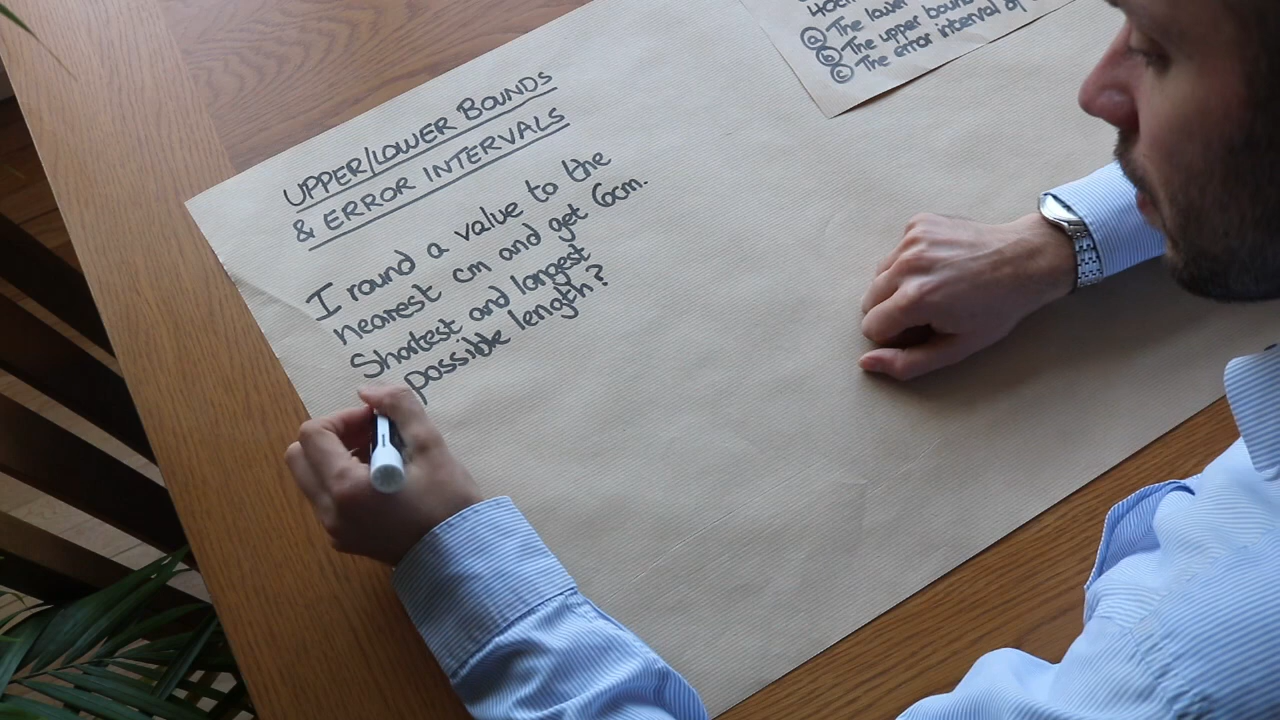 UPPER/LOWER BOUNDS
& ERROR INTERVALS
I round a value to the
nearest cm and get 6cm.
Shortest and longest
possible length?
ⓐ The lower
ⓑ The upper bound
ⓒ The error interval of